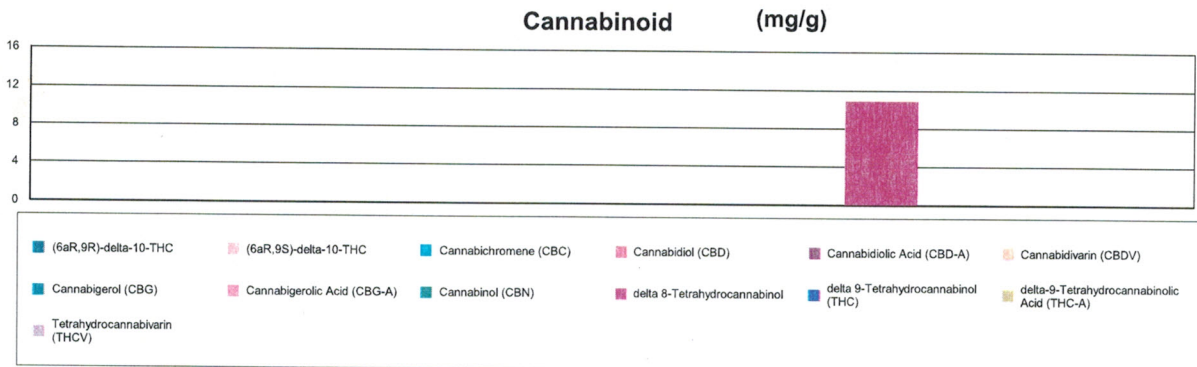 Cannabinoid (mg/g)
16
12
8
4
0
(6aR,9R)-delta-10-THC
(6aR,9S)-delta-10-THC
Cannabichromene (CBC)
Cannabidiol (CBD)
Cannabidiolic Acid (CBD-A)
Cannabidivarin (CBDV)
Cannabigerol (CBG)
Cannabigerolic Acid (CBG-A)
Cannabinol (CBN)
delta 8-Tetrahydrocannabinol
delta 9-Tetrahydrocannabinol
(THC)
delta-9-Tetrahydrocannabinolic
Acid (THC-A)
Tetrahydrocannabivarin
(THCV)